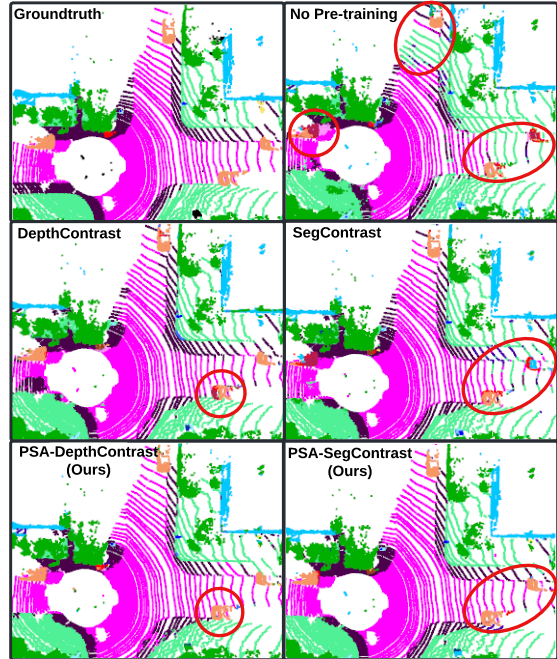 Groundtruth
No Pre-training
DepthContrast
SegContrast
PSA-DepthContrast
(Ours)
PSA-SegContrast
(Ours)